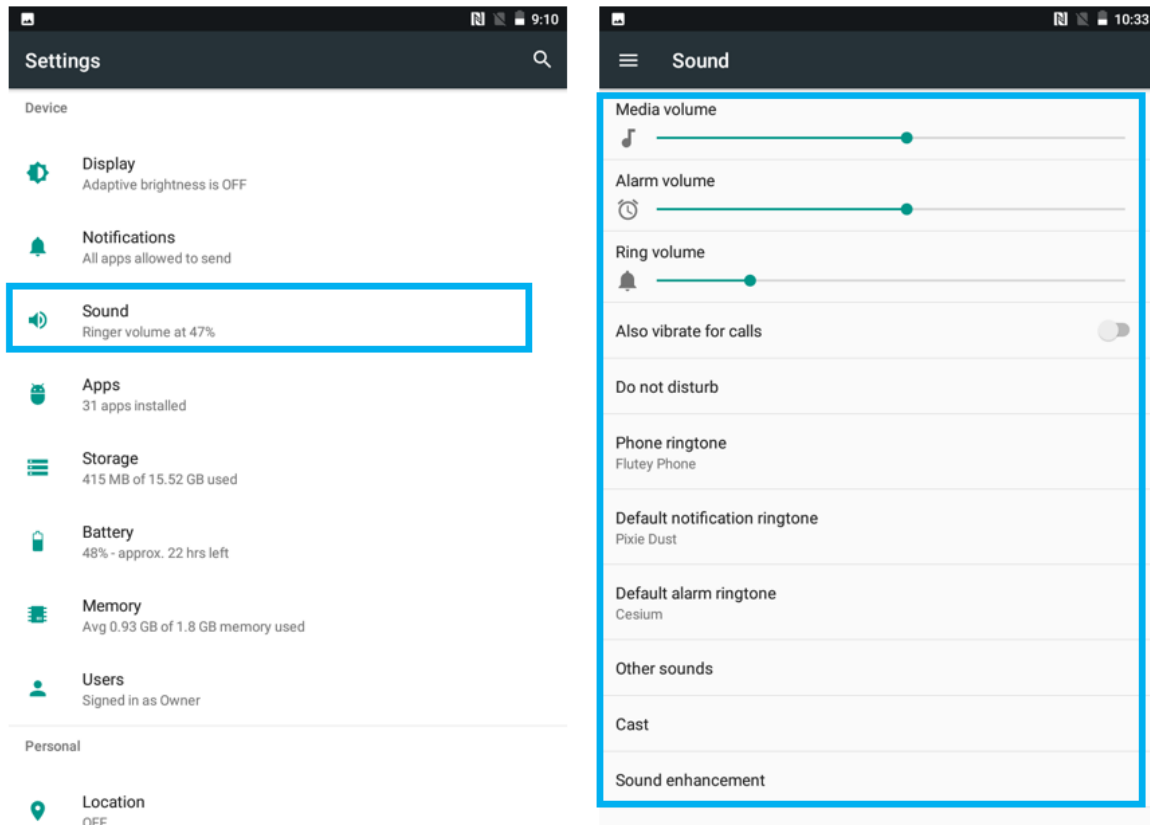 9:10
Settings
Device
Display
Adaptive brightness is OFF
Notifications
All apps allowed to send
Sound
Ringer volume at 47%
Apps
31 apps installed
Storage
415 MB of 15.52 GB used
Battery
48% - approx. 22 hrs left
Memory
Avg 0.93 GB of 1.8 GB memory used
Users
Signed in as Owner
Personal
Location
OFF
10:33
Sound
Media volume
Alarm volume
Ring volume
Also vibrate for calls
Do not disturb
Phone ringtone
Flutey Phone
Default notification ringtone
Pixie Dust
Default alarm ringtone
Cesium
Other sounds
Cast
Sound enhancement